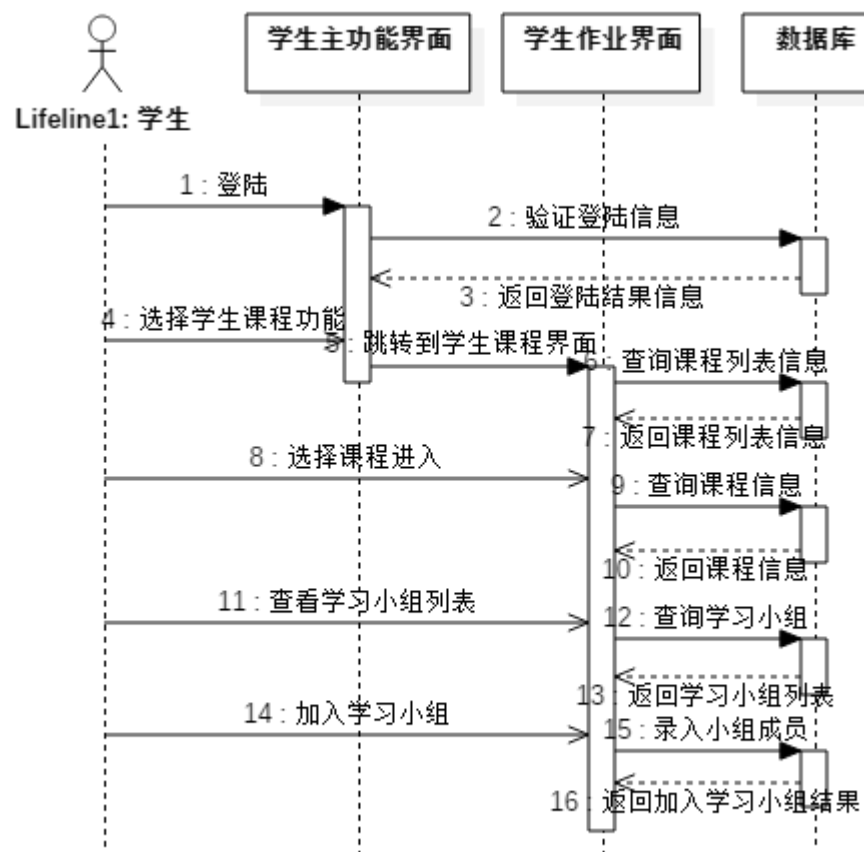 学生主功能界面
学生作业界面
数据库
Lifeline1: 学生
1 : 登陆
2 : 验证登陆信息
3 : 返回登陆结果信息
4 : 选择学生课程功能
5 : 跳转到学生课程界面
6 : 查询课程列表信息
7 : 返回课程列表信息
8 : 选择课程进入
9 : 查询课程信息
10 : 返回课程信息
11 : 查看学习小组列表
12 : 查询学习小组
13 : 返回学习小组列表
14 : 加入学习小组
15 : 录入小组成员
16 : 返回加入学习小组结果